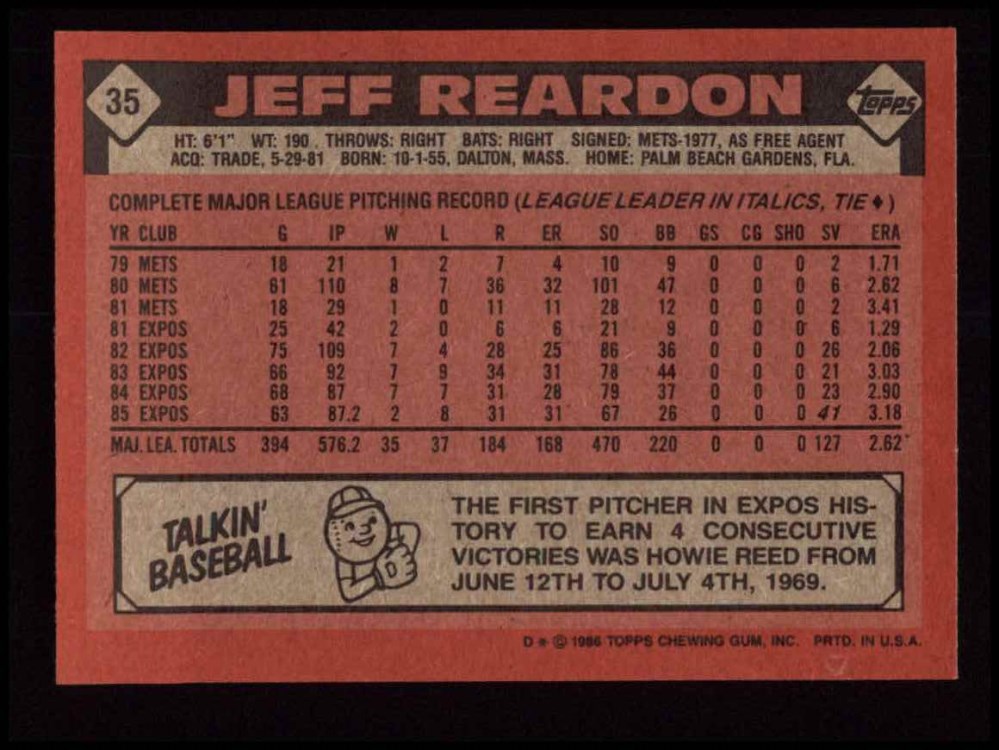 35 JEFF REARDON topps
HT: 6'1" WT: 190 THROWS: RIGHT BATS: RIGHT SIGNED: METS-1977, AS FREE AGENT
ACQ: TRADE, 5-29-81 BORN: 10-1-55, DALTON, MASS. HOME: PALM BEACH GARDENS, FLA.
COMPLETE MAJOR LEAGUE PITCHING RECORD (LEAGUE LEADER IN ITALICS, TIE ♦)
YR CLUB G IP W L R ER SO BB GS CG SHO SV ERA
79 METS 18 21 1 2 7 4 10 9 0 0 0 2 1.71
80 METS 61 110 8 7 36 32 101 47 0 0 0 6 2.62
81 METS 18 29 1 0 11 11 28 12 0 0 0 2 3.41
81 EXPOS 25 42 2 0 6 6 21 9 0 0 0 6 1.29
82 EXPOS 75 109 7 4 28 25 86 36 0 0 0 26 2.06
83 EXPOS 66 92 7 9 34 31 78 44 0 0 0 21 3.03
84 EXPOS 68 87 7 7 31 28 79 37 0 0 0 23 2.90
85 EXPOS 63 87.2 2 8 31 31 67 26 0 0 0 41 3.18
MAJ. LEA. TOTALS 394 576.2 35 37 184 168 470 220 0 0 0 127 2.62
TALKIN'
BASEBALL
THE FIRST PITCHER IN EXPOS HIS-
TORY TO EARN 4 CONSECUTIVE
VICTORIES WAS HOWIE REED FROM
JUNE 12TH TO JULY 4TH, 1969.
D * © 1986 TOPPS CHEWING GUM, INC. PRTD. IN U.S.A.